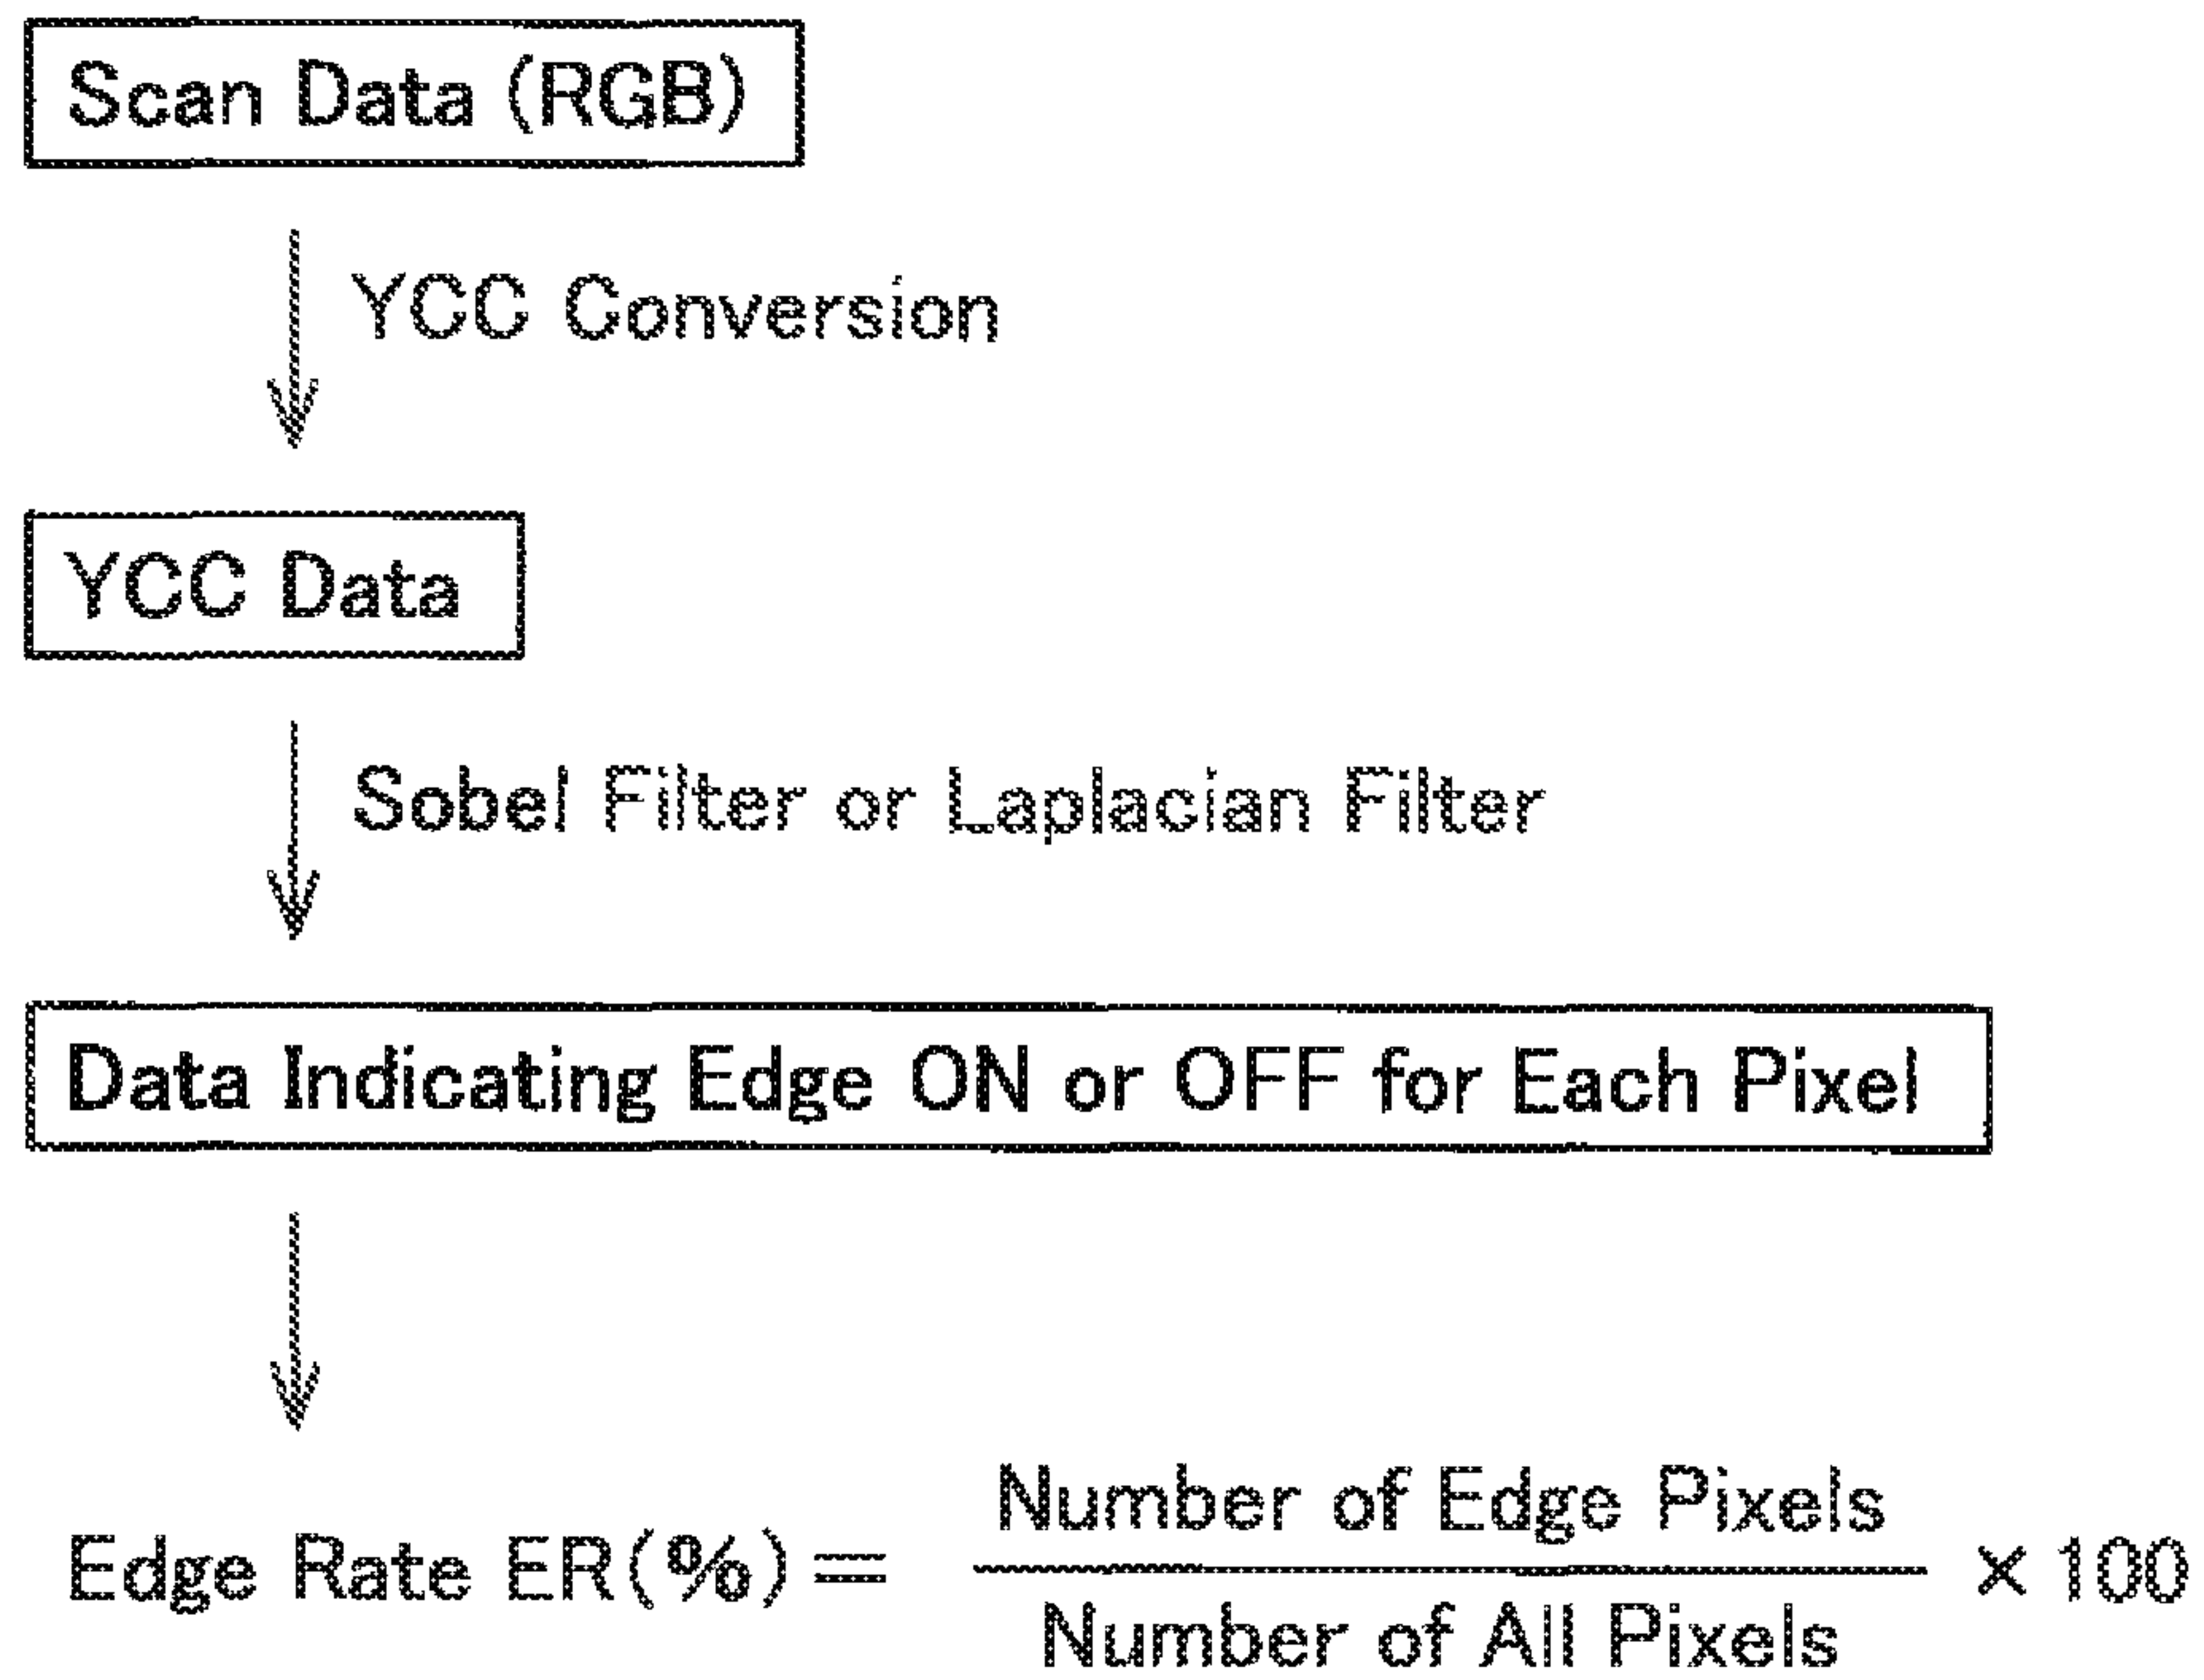 Scan Data (RGB)
YCC Conversion
YCC Data
Sobel Filter or Laplacian Filter
Data Indicating Edge ON or OFF for Each Pixel
Number of Edge Pixels
Edge Rate ER(%) = × 100
Number of All Pixels